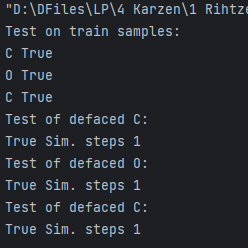 "D:\DFiles\LP\4 Karzen\1 Rihtze
Test on train samples:
C True
O True
C True
Test of defaced C:
True Sim. steps 1
Test of defaced O:
True Sim. steps 1
Test of defaced C:
True Sim. steps 1